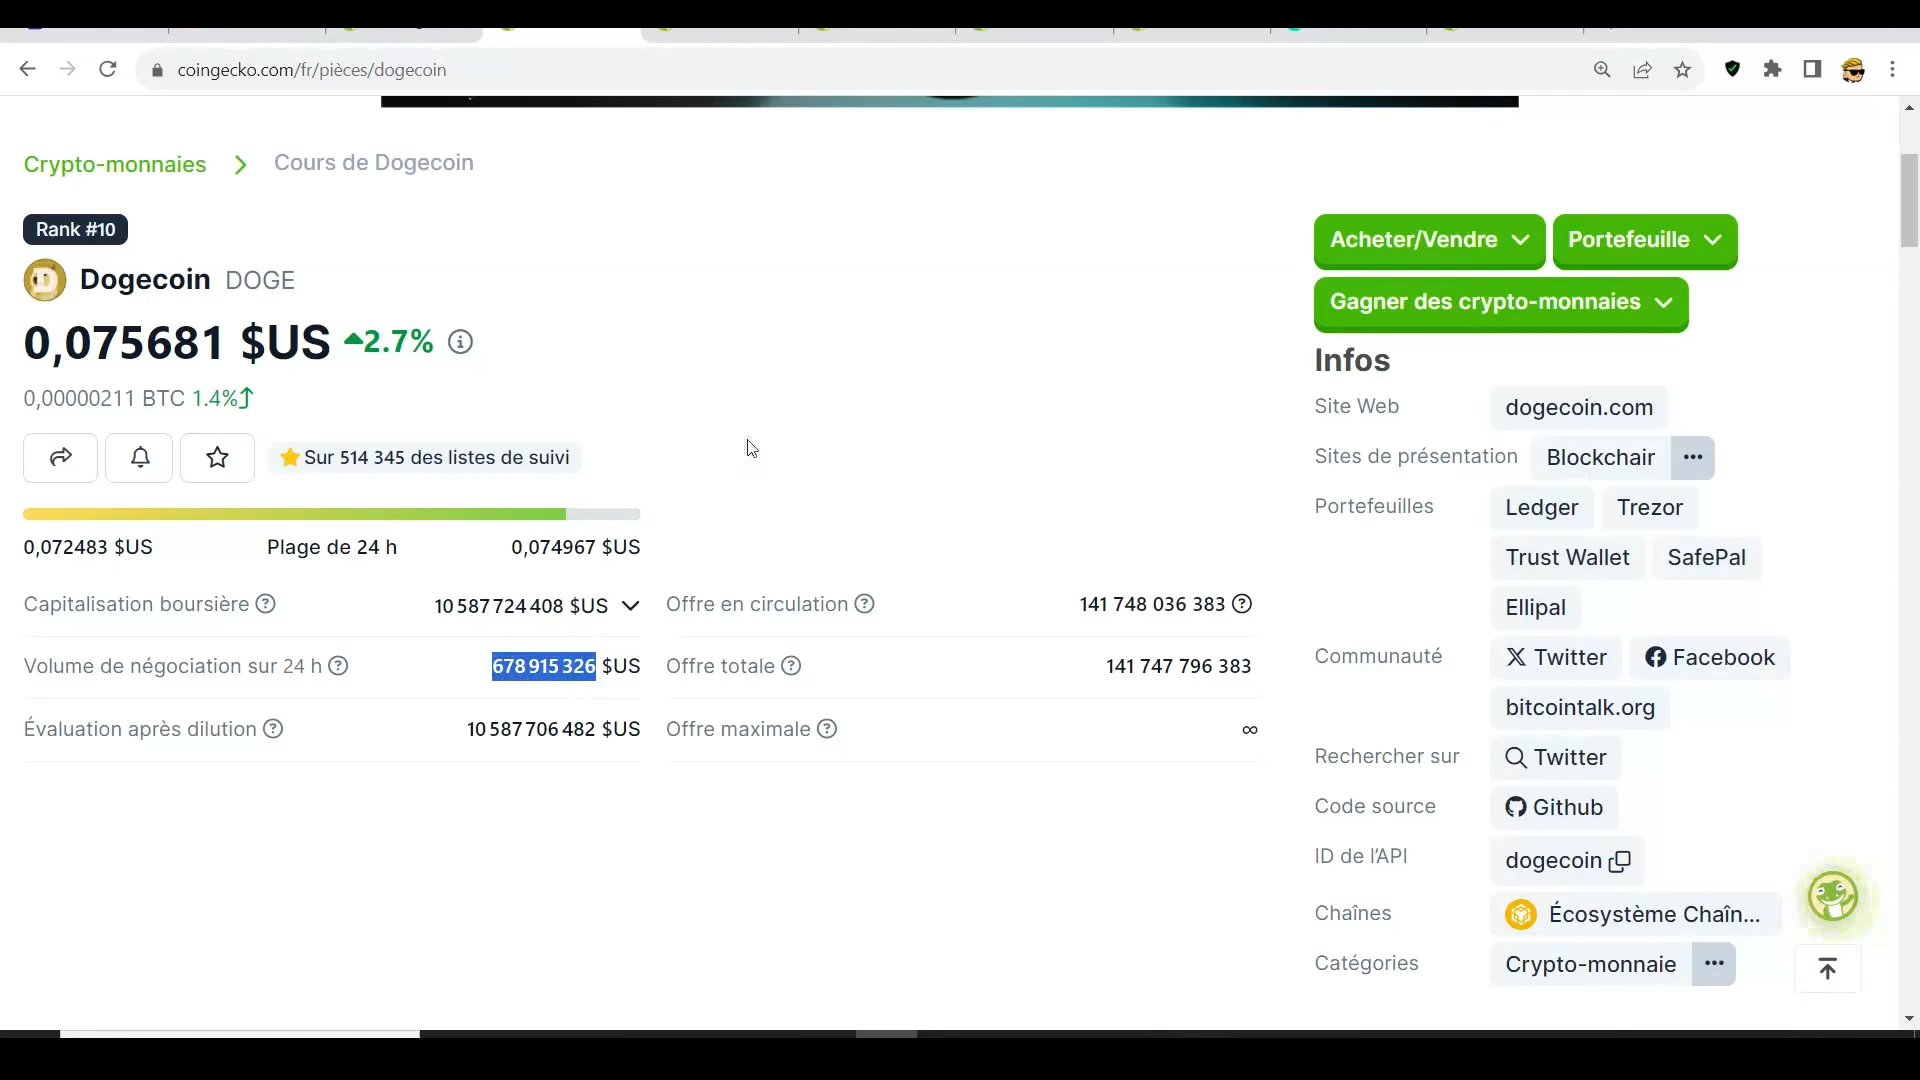 coingecko.com/fr/pièces/dogecoin
Crypto-monnaies
Cours de Dogecoin
Rank #10
Dogecoin DOGE
0,075681 $US 2.7%
0,00000211 BTC 1.4%
Sur 514 345 des listes de suivi
0,072483 $US Plage de 24 h 0,074967 $US
Capitalisation boursière 10 587 724 408 $US
Volume de négociation sur 24 h 678 915 326 $US
Évaluation après dilution 10 587 706 482 $US
Offre en circulation 141 748 036 383
Offre totale 141 747 796 383
Offre maximale ∞
Acheter/Vendre Portefeuille
Gagner des crypto-monnaies
Infos
Site Web dogecoin.com
Sites de présentation Blockchair ...
Portefeuilles Ledger Trezor
Trust Wallet SafePal
Ellipal
Communauté Twitter Facebook
bitcointalk.org
Rechercher sur Twitter
Code source Github
ID de l'API dogecoin
Chaînes Écosystème Chaîn...
Catégories Crypto-monnaie ...